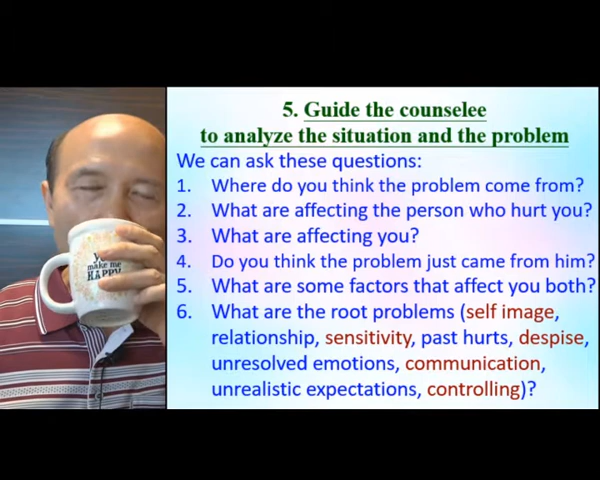 5. Guide the counselee
to analyze the situation and the problem
We can ask these questions:
1. Where do you think the problem come from?
2. What are affecting the person who hurt you?
3. What are affecting you?
4. Do you think the problem just came from him?
5. What are some factors that affect you both?
6. What are the root problems (self image,
relationship, sensitivity, past hurts, despise,
unresolved emotions, communication,
unrealistic expectations, controlling)?
make me
HAPPY